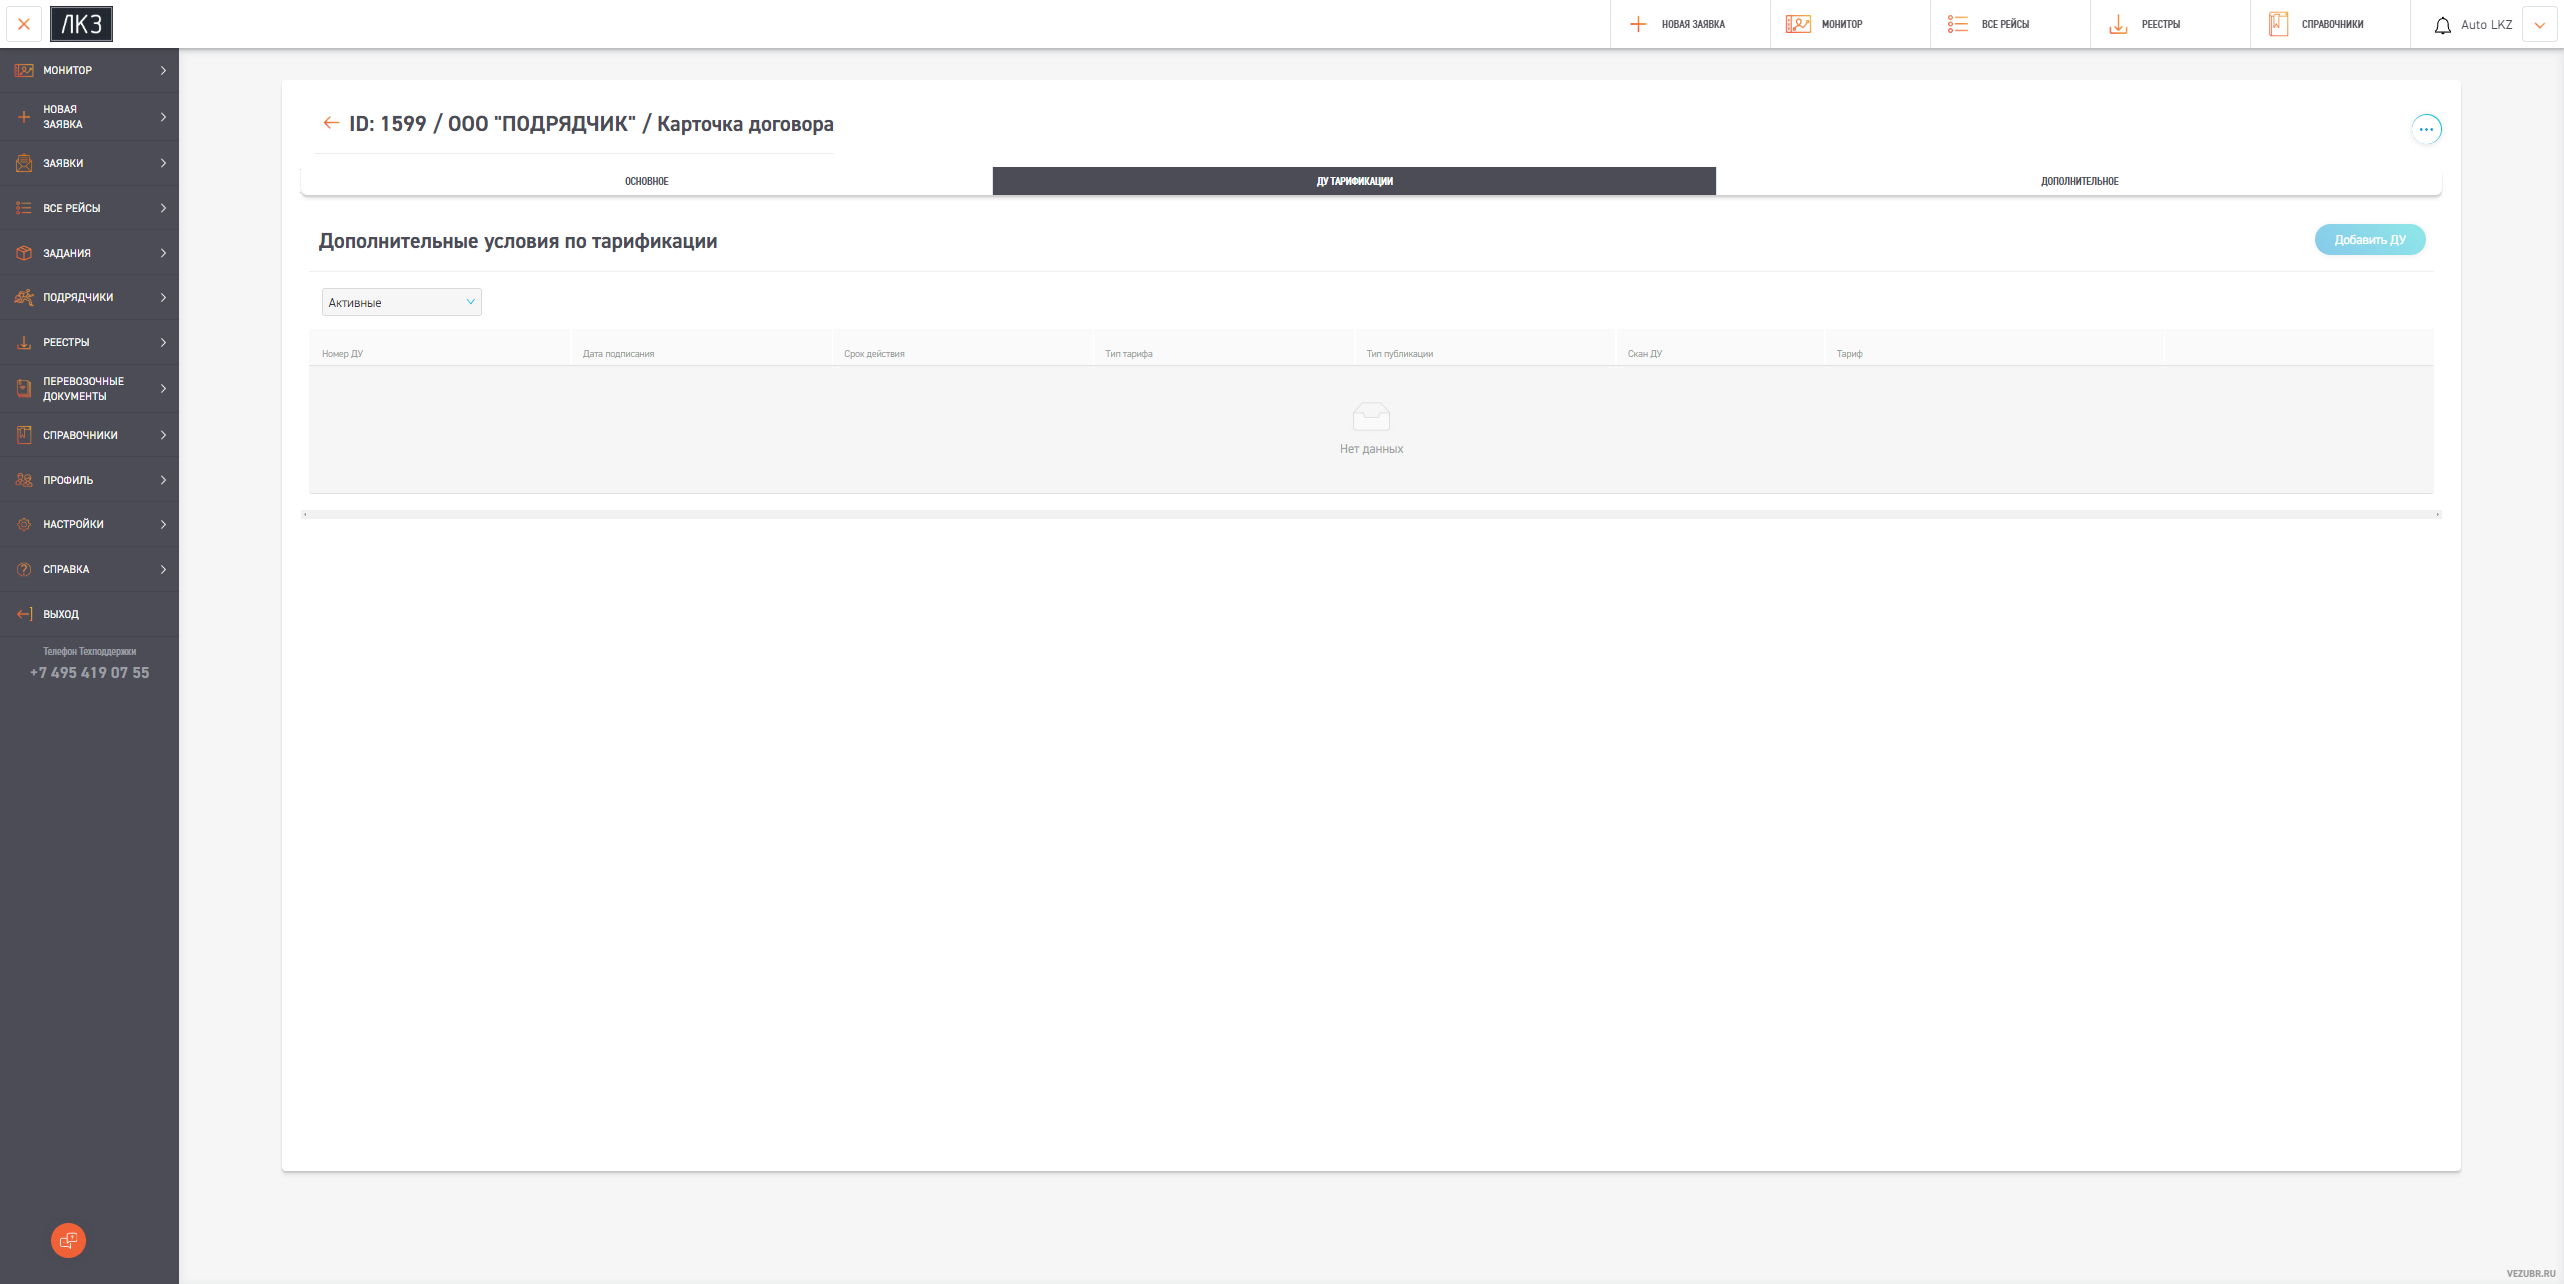 ЛКЗ
НОВАЯ ЗАЯВКА
МОНИТОР
ВСЕ РЕЙСЫ
РЕЕСТРЫ
СПРАВОЧНИКИ
Auto LKZ
МОНИТОР
НОВАЯ
ЗАЯВКА
ЗАЯВКИ
ВСЕ РЕЙСЫ
ЗАДАНИЯ
ПОДРЯДЧИКИ
РЕЕСТРЫ
ПЕРЕВОЗОЧНЫЕ
ДОКУМЕНТЫ
СПРАВОЧНИКИ
ПРОФИЛЬ
НАСТРОЙКИ
СПРАВКА
ВЫХОД
Телефон Техподдержки
+7 495 419 07 55
ID: 1599 / ООО "ПОДРЯДЧИК" / Карточка договора
ОСНОВНОЕ
ДУ ТАРИФИКАЦИИ
ДОПОЛНИТЕЛЬНОЕ
Дополнительные условия по тарификации
Добавить ДУ
Активные
Номер ДУ
Дата подписания
Срок действия
Тип тарифа
Тип публикации
Скан ДУ
Тариф
Нет данных
VEZUBR.RU